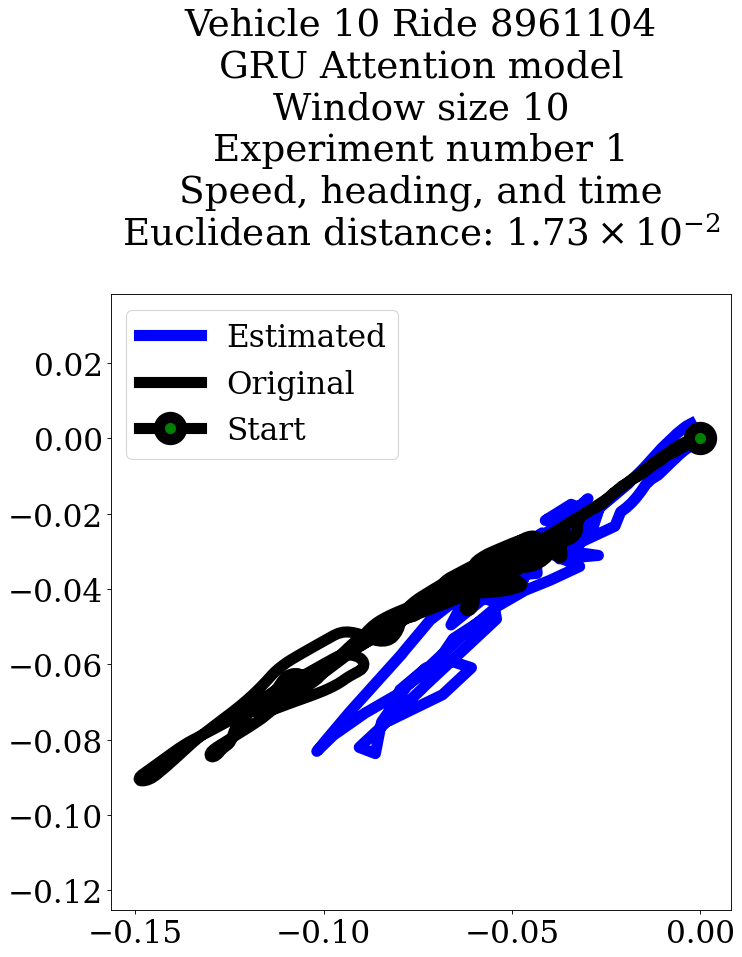 Vehicle 10 Ride 8961104
GRU Attention model
Window size 10
Experiment number 1
Speed, heading, and time
Euclidean distance: 1.73 × 10⁻²
Estimated
Original
Start
0.02
0.00
−0.02
−0.04
−0.06
−0.08
−0.10
−0.12
−0.15
−0.10
−0.05
0.00